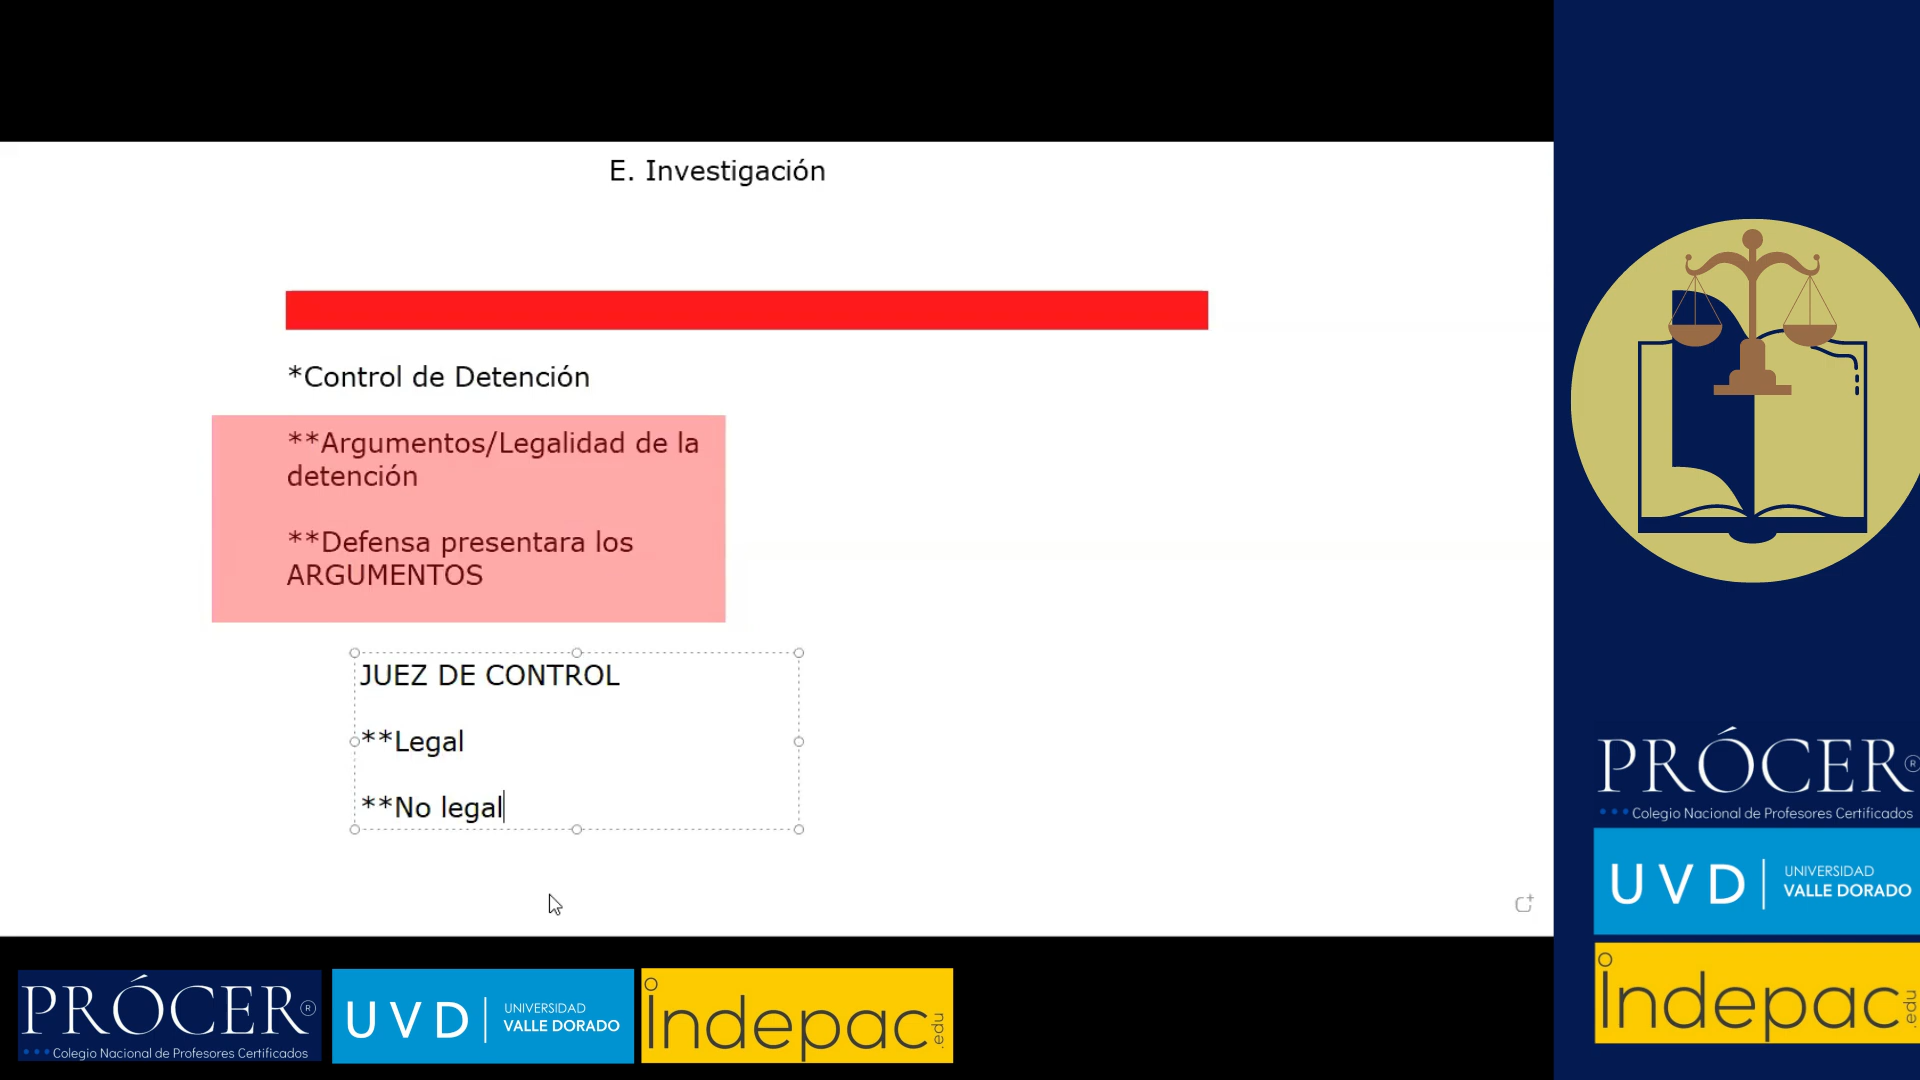 E. Investigación
*Control de Detención
**Argumentos/Legalidad de la
detención
**Defensa presentara los
ARGUMENTOS
JUEZ DE CONTROL
**Legal
**No legal
PRÓCER®
Colegio Nacional de Profesores Certificados
UVD | UNIVERSIDAD
VALLE DORADO
indepac.edu
PRÓCER®
Colegio Nacional de Profesores Certificados
UVD | UNIVERSIDAD
VALLE DORADO
indepac.edu